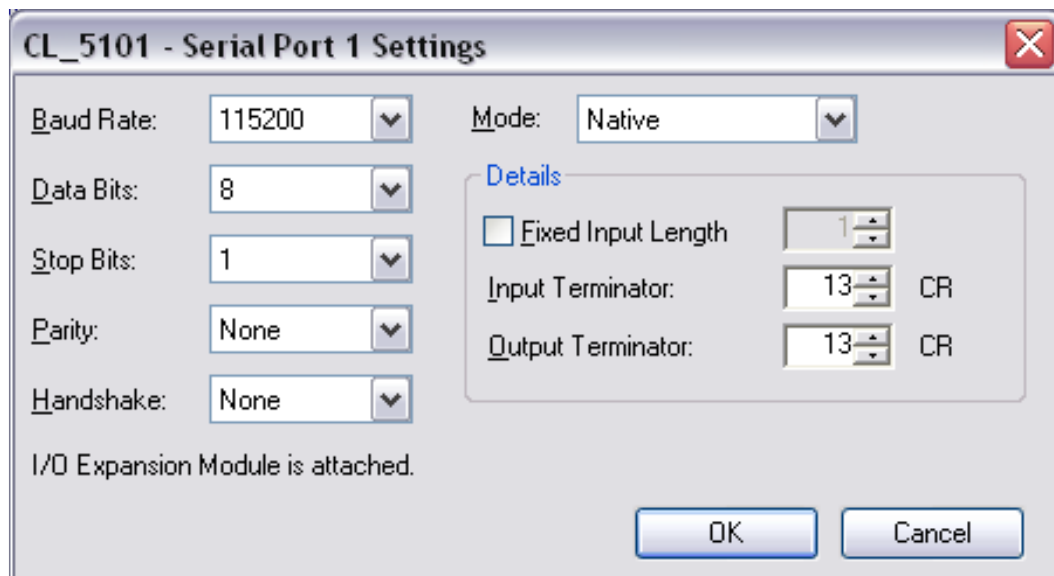 CL_5101 - Serial Port 1 Settings
Baud Rate: 115200
Mode: Native
Data Bits: 8
Details
Fixed Input Length 1
Stop Bits: 1
Input Terminator: 13 CR
Parity: None
Output Terminator: 13 CR
Handshake: None
I/O Expansion Module is attached.
OK
Cancel